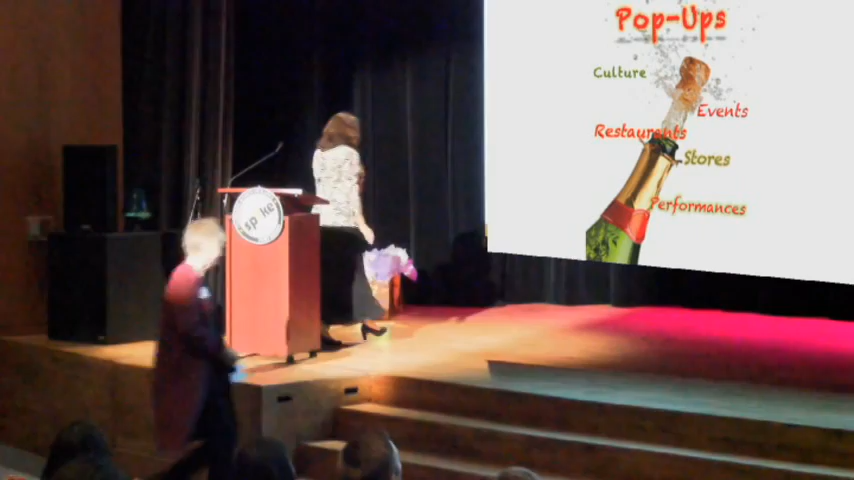 Pop-Ups
Culture
Events
Restaurants
Stores
Performances